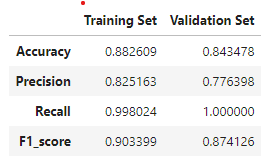 Training Set Validation Set
Accuracy 0.882609 0.843478
Precision 0.825163 0.776398
Recall 0.998024 1.000000
F1_score 0.903399 0.874126